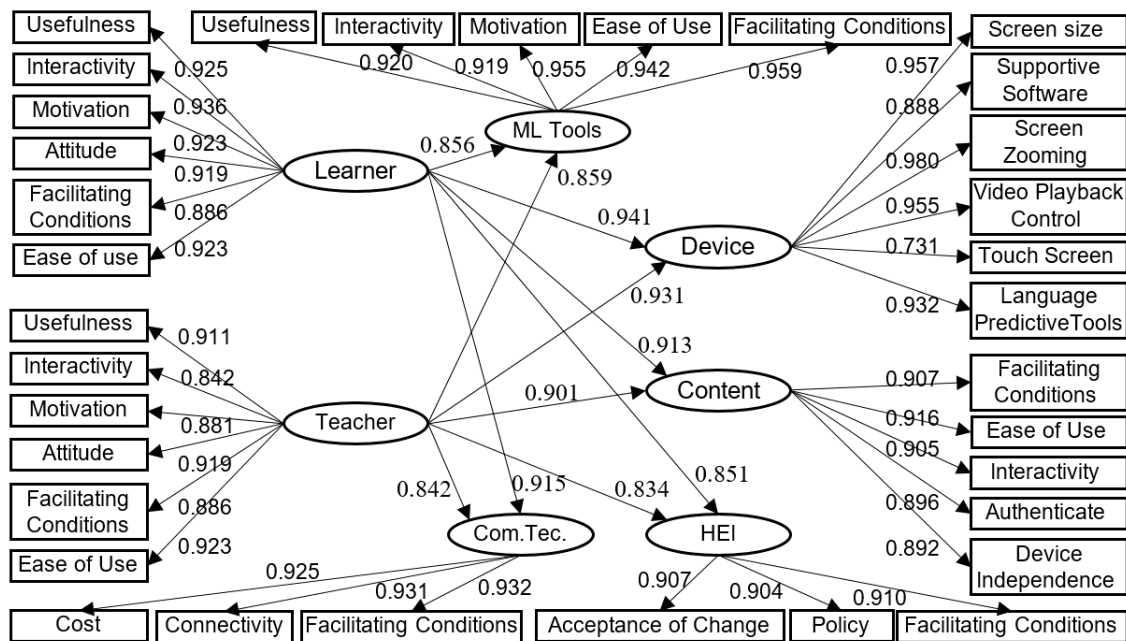 Usefulness
Interactivity
Motivation
Attitude
Facilitating
Conditions
Ease of use
0.925
0.936
0.923
0.919
0.886
0.923
Learner
Usefulness
Interactivity
Motivation
Ease of Use
Facilitating Conditions
0.920
0.919
0.955
0.942
0.959
ML Tools
0.856
0.859
Screen size
Supportive
Software
Screen
Zooming
Video Playback
Control
Touch Screen
Language
PredictiveTools
0.957
0.888
0.980
0.955
0.731
0.932
Device
0.941
0.931
Usefulness
Interactivity
Motivation
Attitude
Facilitating
Conditions
Ease of Use
0.911
0.842
0.881
0.919
0.886
0.923
Teacher
0.913
0.901
Content
Facilitating
Conditions
Ease of Use
Interactivity
Authenticate
Device
Independence
0.907
0.916
0.905
0.896
0.892
0.842
0.915
0.834
0.851
Com.Tec.
HEI
0.925
0.931
0.932
0.907
0.904
0.910
Cost
Connectivity
Facilitating Conditions
Acceptance of Change
Policy
Facilitating Conditions